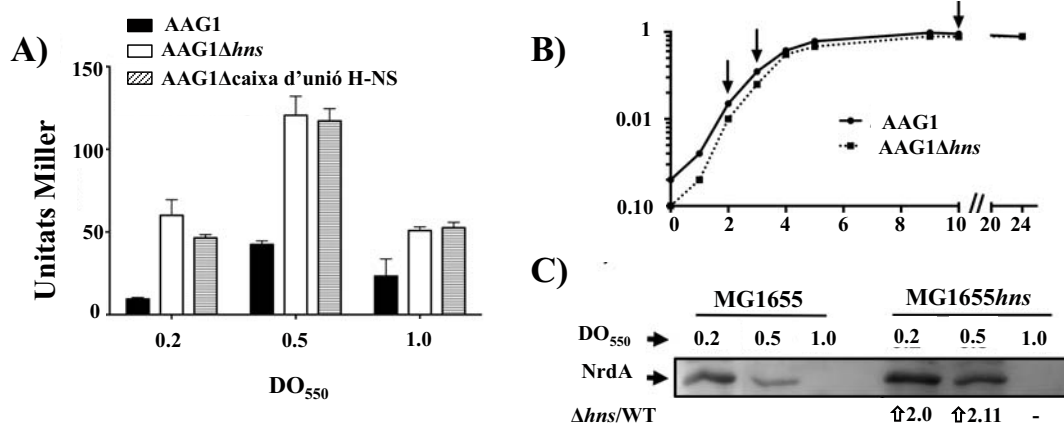 A)
AAG1
AAG1Δhns
AAG1Δcaixa d'unió H-NS
Unitats Miller
150
100
50
0
0.2 0.5 1.0
DO550
B)
1
0.01
0.10
AAG1
AAG1Δhns
0 2 4 6 8 10 20 24
C)
MG1655 MG1655hns
DO550 0.2 0.5 1.0 0.2 0.5 1.0
NrdA
Δhns/WT ⇧2.0 ⇧2.11 -